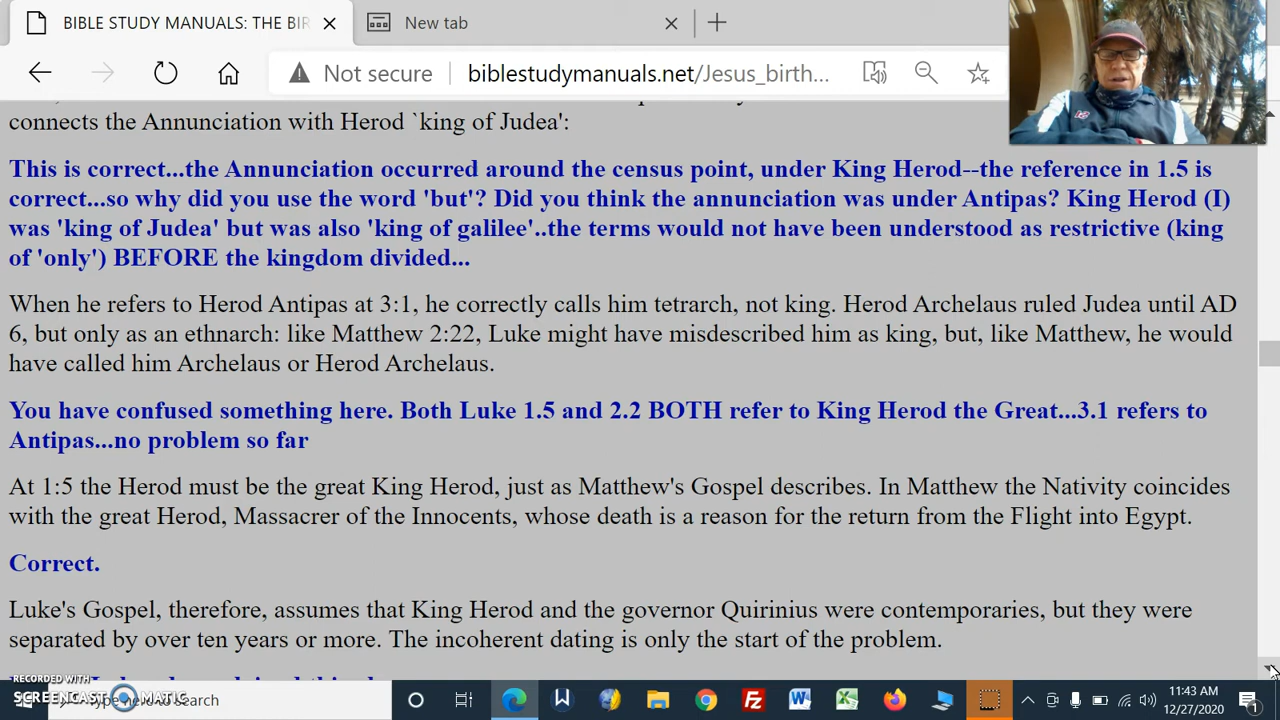 BIBLE STUDY MANUALS: THE BIR
New tab
Not secure
biblestudymanuals.net/Jesus_birth...
connects the Annunciation with Herod `king of Judea':
This is correct...the Annunciation occurred around the census point, under King Herod--the reference in 1.5 is
correct...so why did you use the word 'but'? Did you think the annunciation was under Antipas? King Herod (I)
was 'king of Judea' but was also 'king of galilee'..the terms would not have been understood as restrictive (king
of 'only') BEFORE the kingdom divided...
When he refers to Herod Antipas at 3:1, he correctly calls him tetrarch, not king. Herod Archelaus ruled Judea until AD
6, but only as an ethnarch: like Matthew 2:22, Luke might have misdescribed him as king, but, like Matthew, he would
have called him Archelaus or Herod Archelaus.
You have confused something here. Both Luke 1.5 and 2.2 BOTH refer to King Herod the Great...3.1 refers to
Antipas...no problem so far
At 1:5 the Herod must be the great King Herod, just as Matthew's Gospel describes. In Matthew the Nativity coincides
with the great Herod, Massacrer of the Innocents, whose death is a reason for the return from the Flight into Egypt.
Correct.
Luke's Gospel, therefore, assumes that King Herod and the governor Quirinius were contemporaries, but they were
separated by over ten years or more. The incoherent dating is only the start of the problem.
RECORDED WITH
SCREENCAST MATIC
Type here to search
11:43 AM
12/27/2020
1